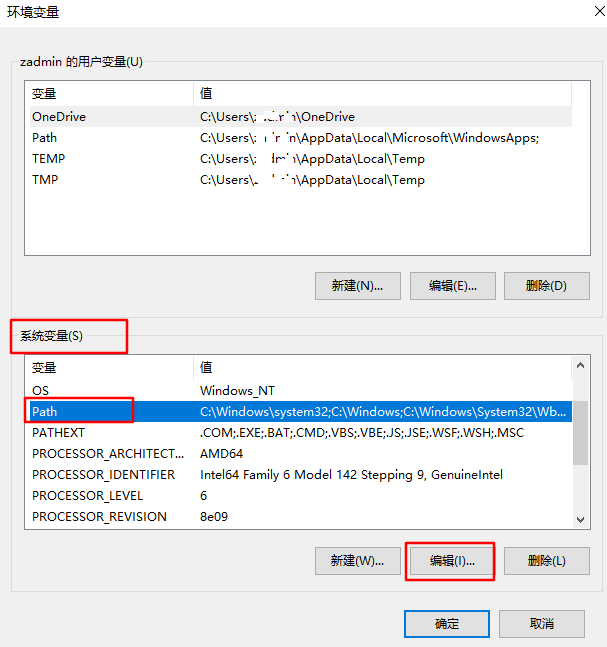 环境变量
zadmin 的用户变量(U)
变量 值
OneDrive C:\Users\ \OneDrive
Path C:\Users\ \AppData\Local\Microsoft\WindowsApps;
TEMP C:\Users\ \AppData\Local\Temp
TMP C:\Users\ \AppData\Local\Temp
新建(N)... 编辑(E)... 删除(D)
系统变量(S)
变量 值
OS Windows_NT
Path C:\Windows\system32;C:\Windows;C:\Windows\System32\Wb...
PATHEXT .COM;.EXE;.BAT;.CMD;.VBS;.VBE;.JS;.JSE;.WSF;.WSH;.MSC
PROCESSOR_ARCHITECT... AMD64
PROCESSOR_IDENTIFIER Intel64 Family 6 Model 142 Stepping 9, GenuineIntel
PROCESSOR_LEVEL 6
PROCESSOR_REVISION 8e09
新建(W)... 编辑(I)... 删除(L)
确定 取消